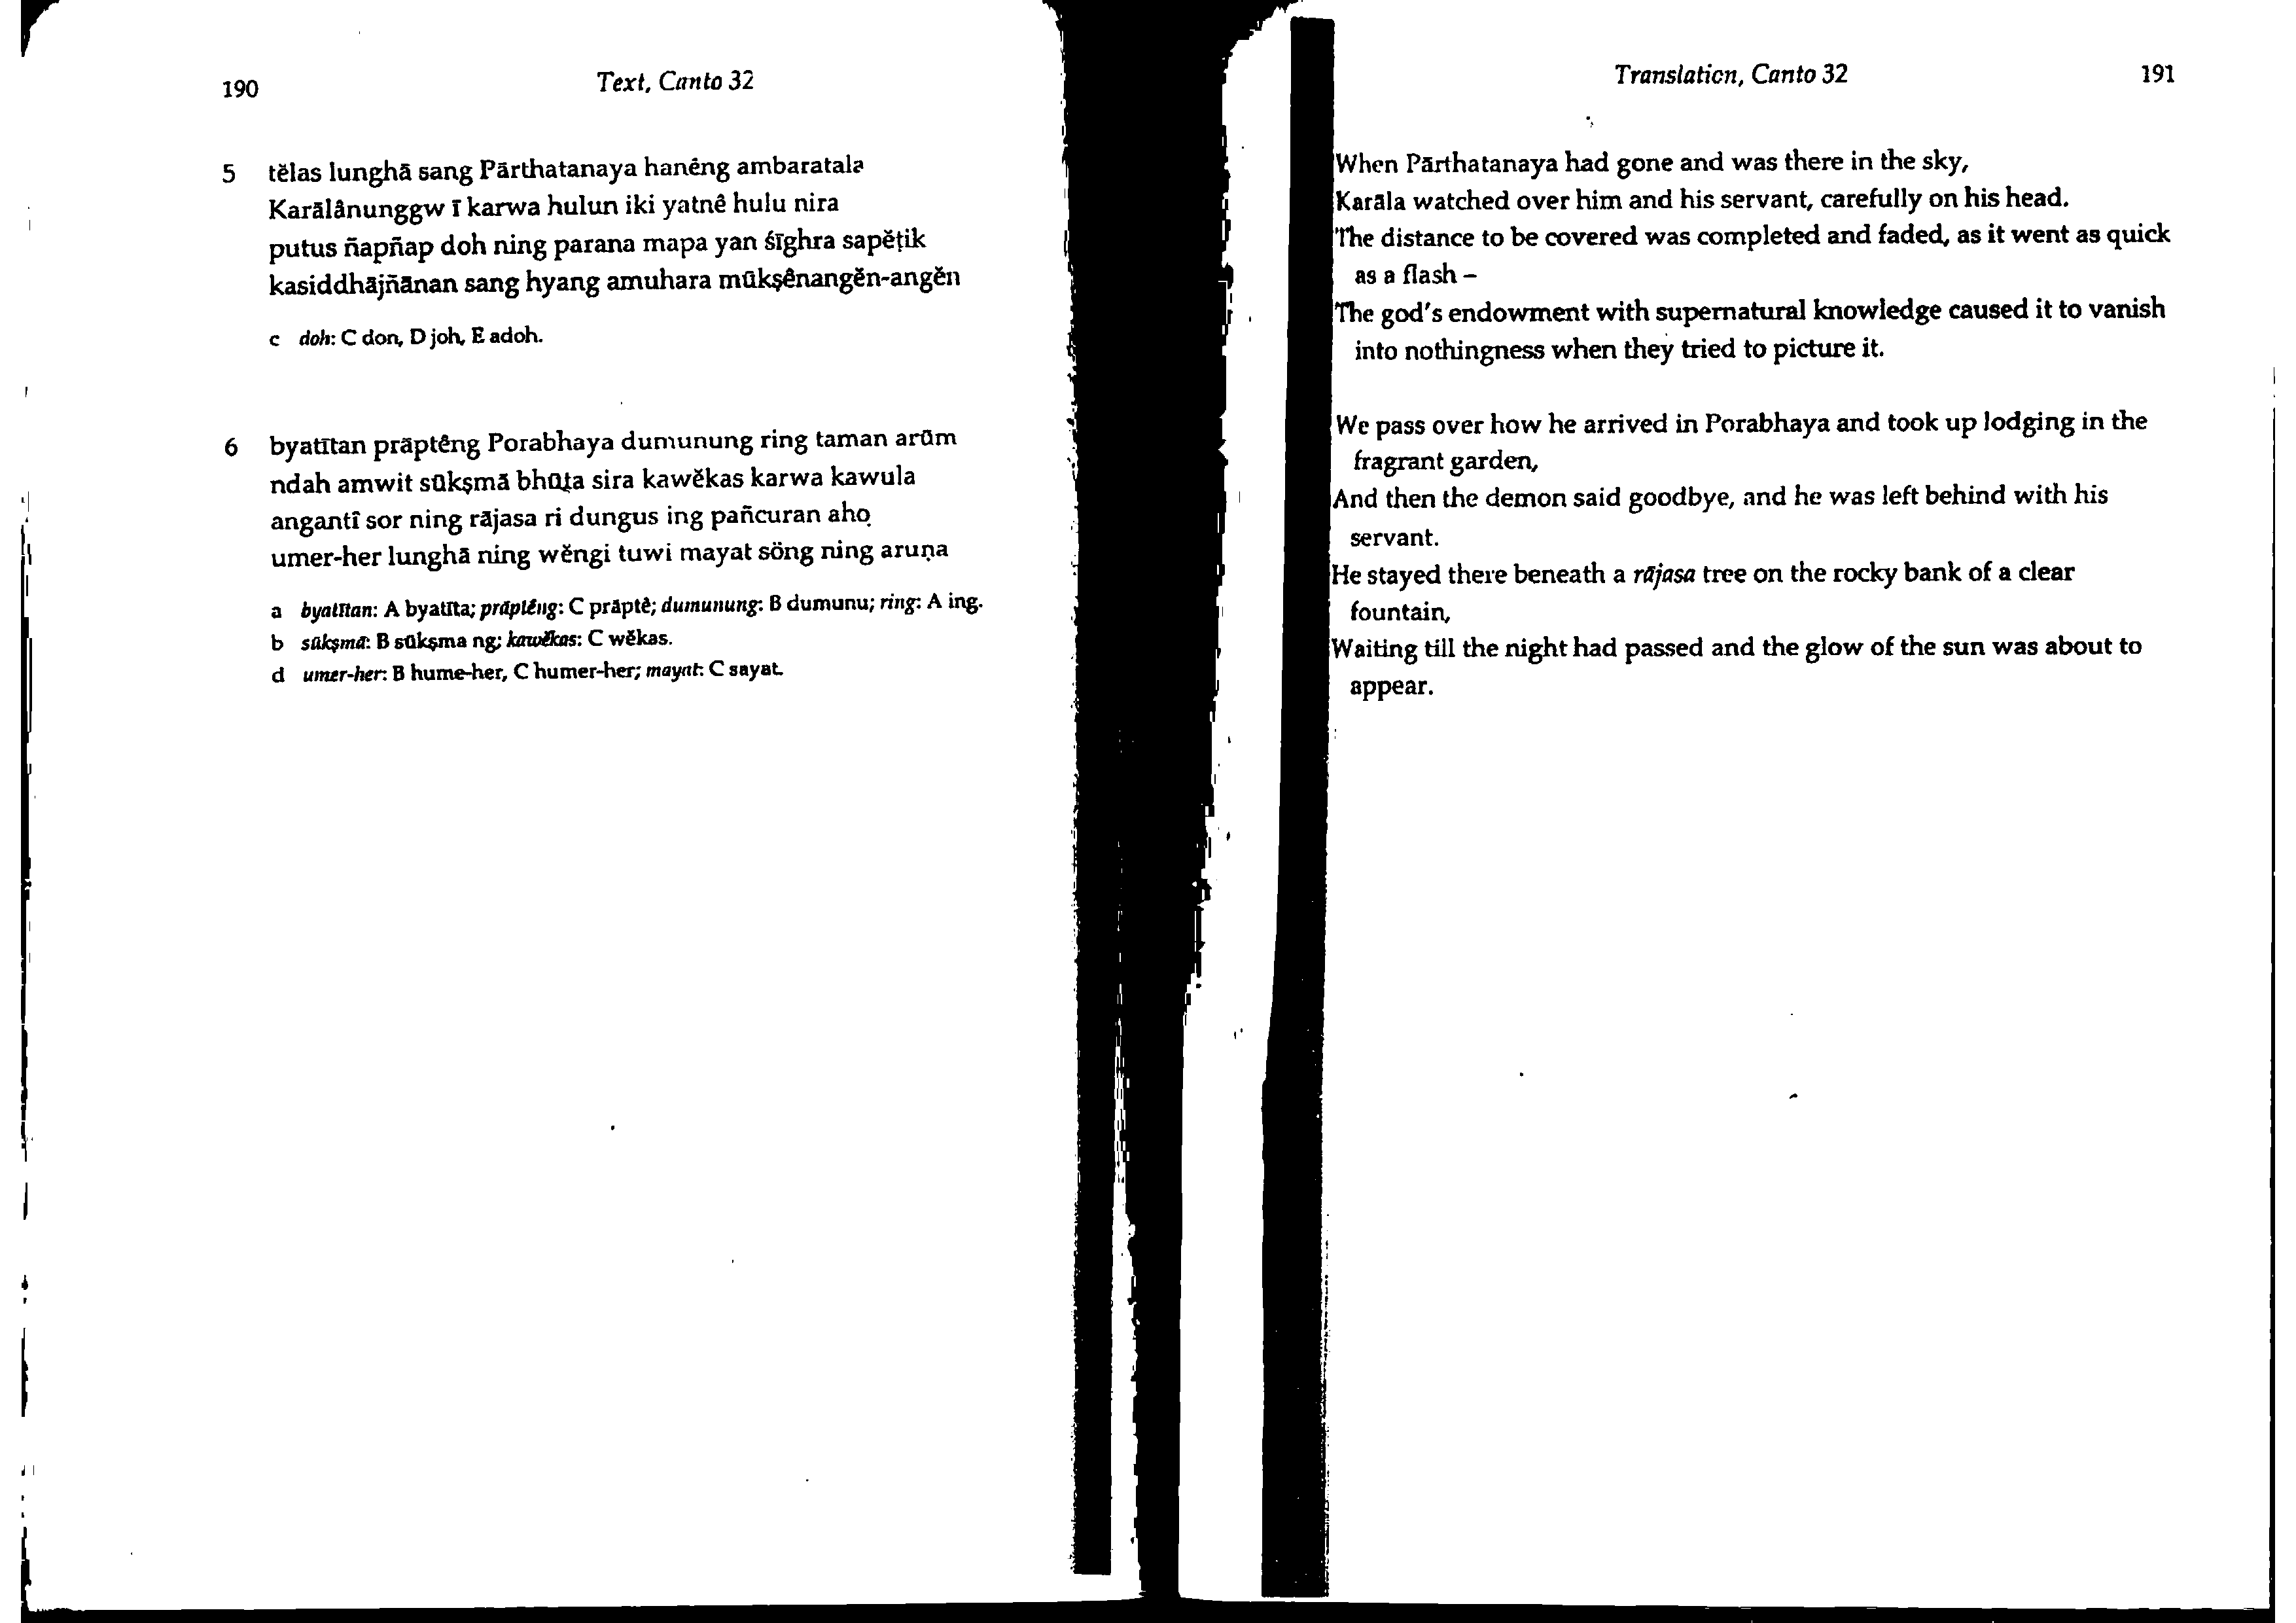 190
Text, Canto 32
5 tĕlas lunghā sang Pārthatanaya hanêng ambaratala
Karālânunggw ī karwa hulun iki yatnê hulu nira
putus ñapñap doh ning parana mapa yan śīghra sapĕṭik
kasiddhājñānan sang hyang amuhara mūkṣênangĕn-angĕn
c doh: C don, D joh, E adoh.
6 byatītan prāptêng Porabhaya dumunung ring taman arūm
ndah amwit sūkṣmā bhūṭa sira kawĕkas karwa kawula
angantî sor ning rājasa ri dungus ing pañcuran aho
umer-her lunghā ning wĕngi tuwi mayat söng ning aruṇa
a byatītan: A byatīta; prāptêng: C prāptê; dumunung: B dumunu; ring: A ing.
b sūkṣmā: B sūkṣma ng; kawĕkas: C wĕkas.
d umer-her: B hume-her, C humer-her; mayat: C sayat.
Translation, Canto 32
191
When Pārthatanaya had gone and was there in the sky,
Karāla watched over him and his servant, carefully on his head.
The distance to be covered was completed and faded, as it went as quick
as a flash –
The god's endowment with supernatural knowledge caused it to vanish
into nothingness when they tried to picture it.
We pass over how he arrived in Porabhaya and took up lodging in the
fragrant garden,
And then the demon said goodbye, and he was left behind with his
servant.
He stayed there beneath a rājasa tree on the rocky bank of a clear
fountain,
Waiting till the night had passed and the glow of the sun was about to
appear.